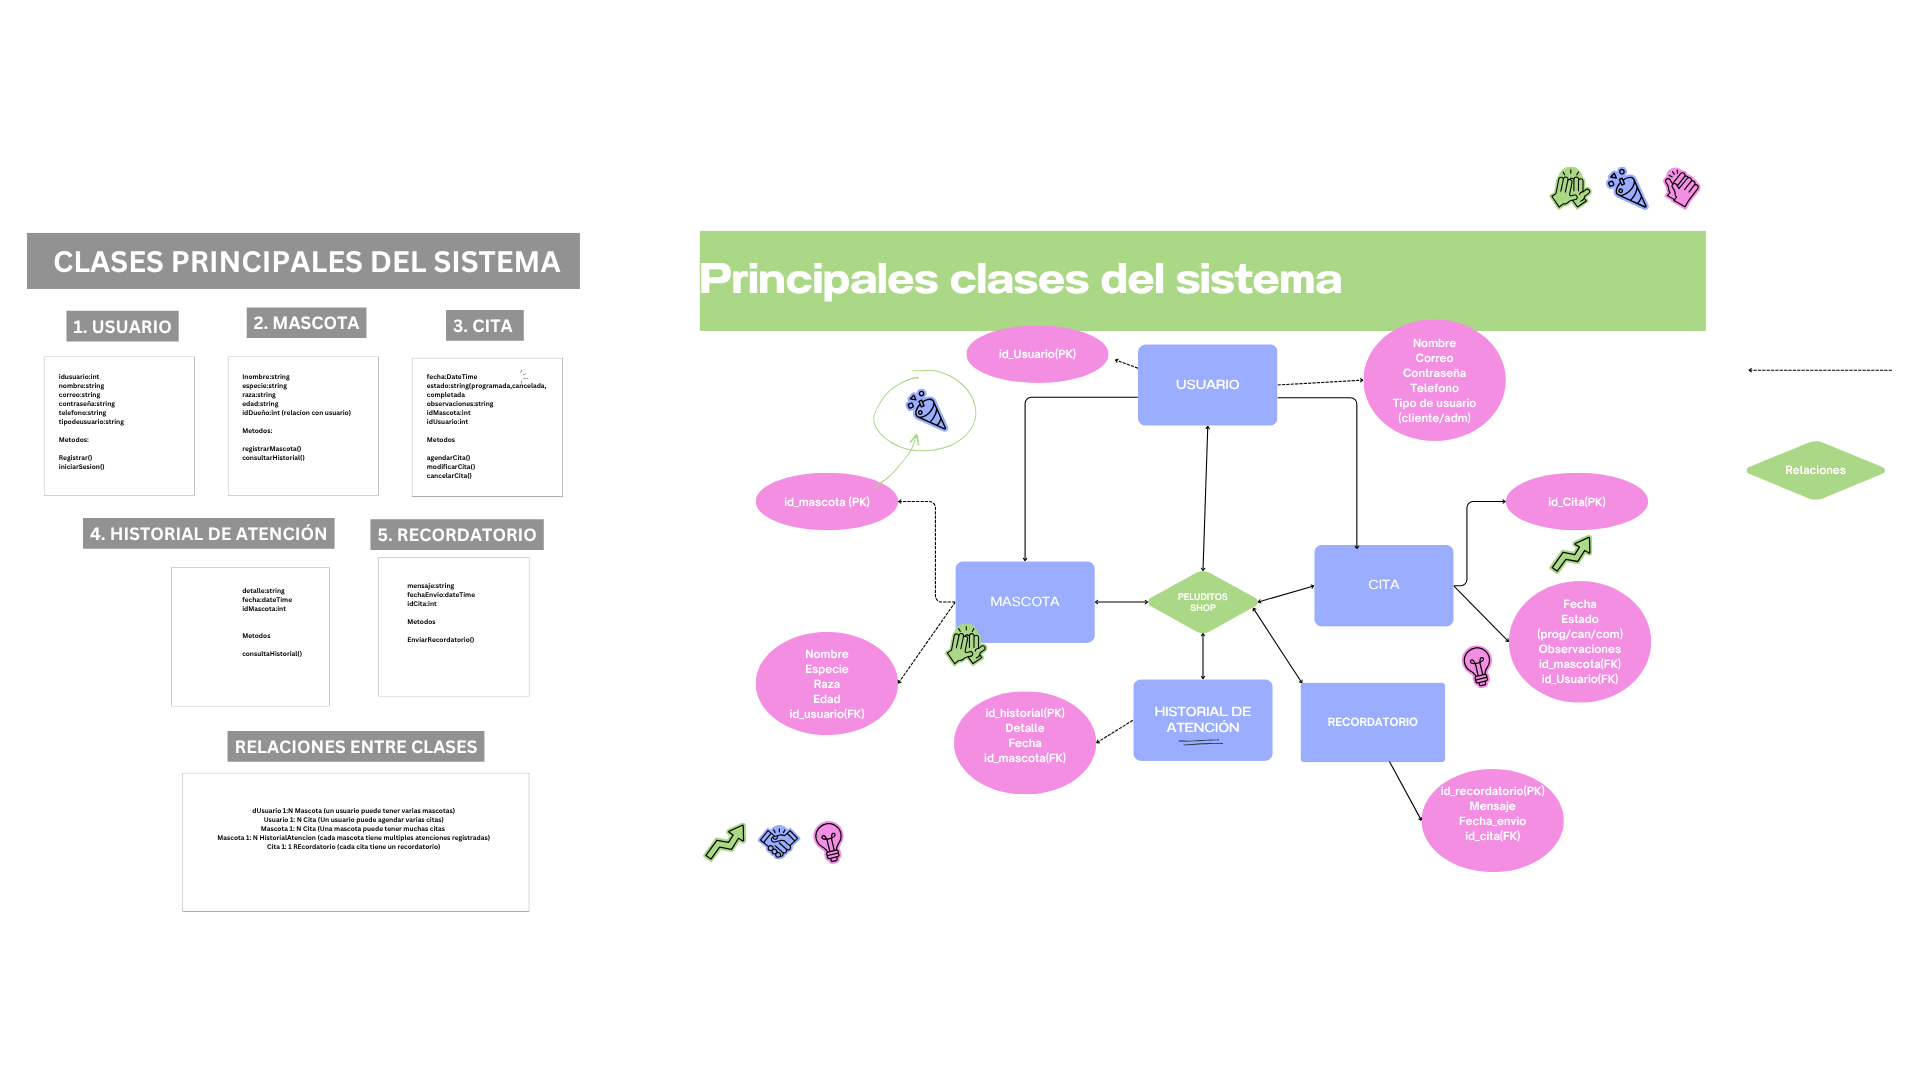 CLASES PRINCIPALES DEL SISTEMA
1. USUARIO
idusuario:int
nombre:string
correo:string
contraseña:string
telefono:string
tipodeusuario:string
Metodos:
Registrar()
iniciarSesion()
2. MASCOTA
Inombre:string
especie:string
raza:string
edad:string
idDueño:int (relacion con usuario)
Metodos:
registrarMascota()
consultarHistorial()
3. CITA
fecha:DateTime
estado:string(programada,cancelada,
completada
observaciones:string
idMascota:int
idUsuario:int
Metodos
agendarCita()
modificarCita()
cancelarCita()
4. HISTORIAL DE ATENCIÓN
detalle:string
fecha:dateTime
idMascota:int
Metodos
consultaHistorial()
5. RECORDATORIO
mensaje:string
fechaEnvio:dateTime
idCita:int
Metodos
EnviarRecordatorio()
RELACIONES ENTRE CLASES
dUsuario 1:N Mascota (un usuario puede tener varias mascotas)
Usuario 1: N Cita (Un usuario puede agendar varias citas)
Mascota 1: N Cita (Una mascota puede tener muchas citas
Mascota 1: N HistorialAtencion (cada mascota tiene multiples atenciones registradas)
Cita 1: 1 REcordatorio (cada cita tiene un recordatorio)
Principales clases del sistema
id_Usuario(PK)
USUARIO
Nombre
Correo
Contraseña
Telefono
Tipo de usuario
(cliente/adm)
Relaciones
id_mascota (PK)
id_Cita(PK)
MASCOTA
PELUDITOS
SHOP
CITA
Fecha
Estado
(prog/can/com)
Observaciones
id_mascota(FK)
id_Usuario(FK)
Nombre
Especie
Raza
Edad
id_usuario(FK)
id_historial(PK)
Detalle
Fecha
id_mascota(FK)
HISTORIAL DE
ATENCIÓN
RECORDATORIO
id_recordatorio(PK)
Mensaje
Fecha_envio
id_cita(FK)